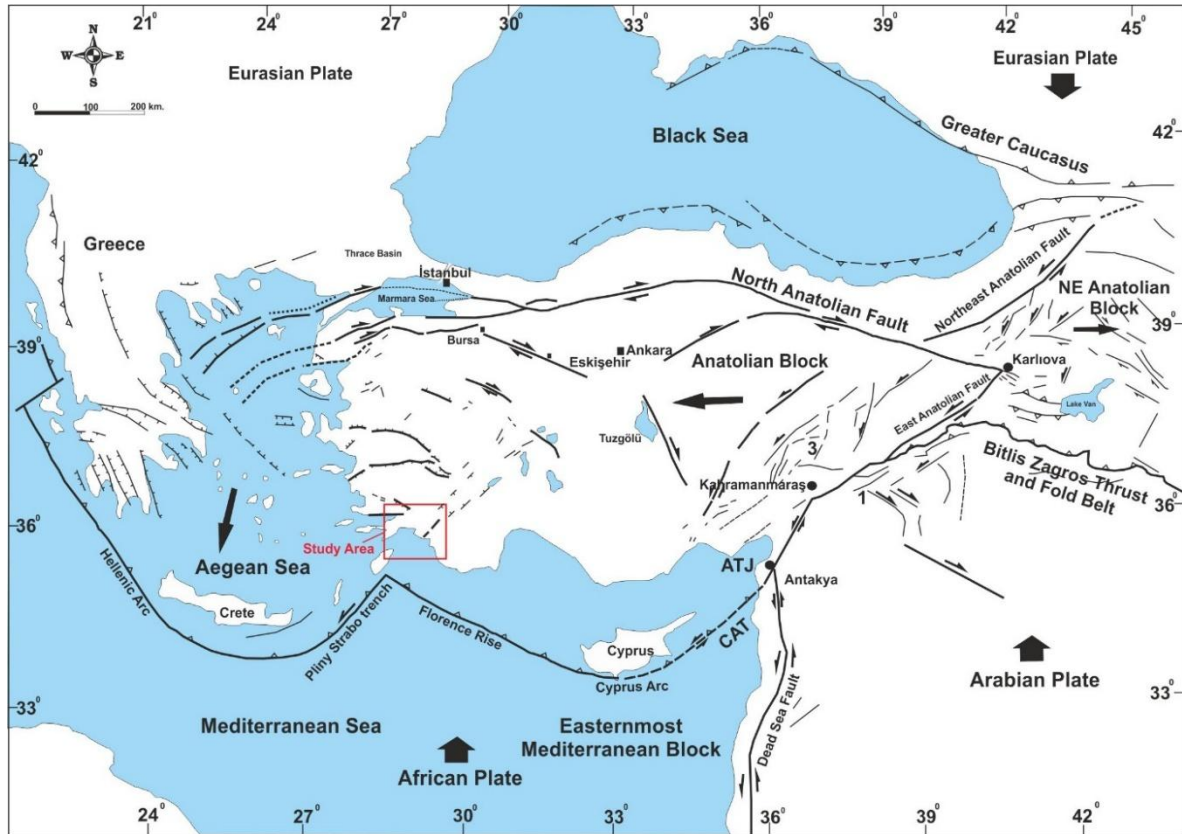 21⁰ 27⁰ 30⁰ 33⁰ 36⁰ 39⁰ 42⁰ 45⁰
N
W E
S
0 100 200 km.
Eurasian Plate
Eurasian Plate
Black Sea
Greater Caucasus
42⁰
42⁰
Greece
Thrace Basin
İstanbul
Marmara Sea
North Anatolian Fault
Northeast Anatolian Fault
NE Anatolian
Block
39⁰
39⁰
Bursa
Eskişehir
Ankara
Anatolian Block
Karlıova
East Anatolian Fault
Lake Van
Tuzgölü
3
Kahramanmaraş
1
Bitlis Zagros Thrust
and Fold Belt
36⁰
36⁰
Study Area
Aegean Sea
Hellenic Arc
Crete
Pliny Strabo trench
Florence Rise
Cyprus
Cyprus Arc
CAT
ATJ
Antakya
Dead Sea Fault
Arabian Plate
33⁰
33⁰
Mediterranean Sea
Easternmost
Mediterranean Block
African Plate
24⁰ 27⁰ 30⁰ 33⁰ 36⁰ 39⁰ 42⁰